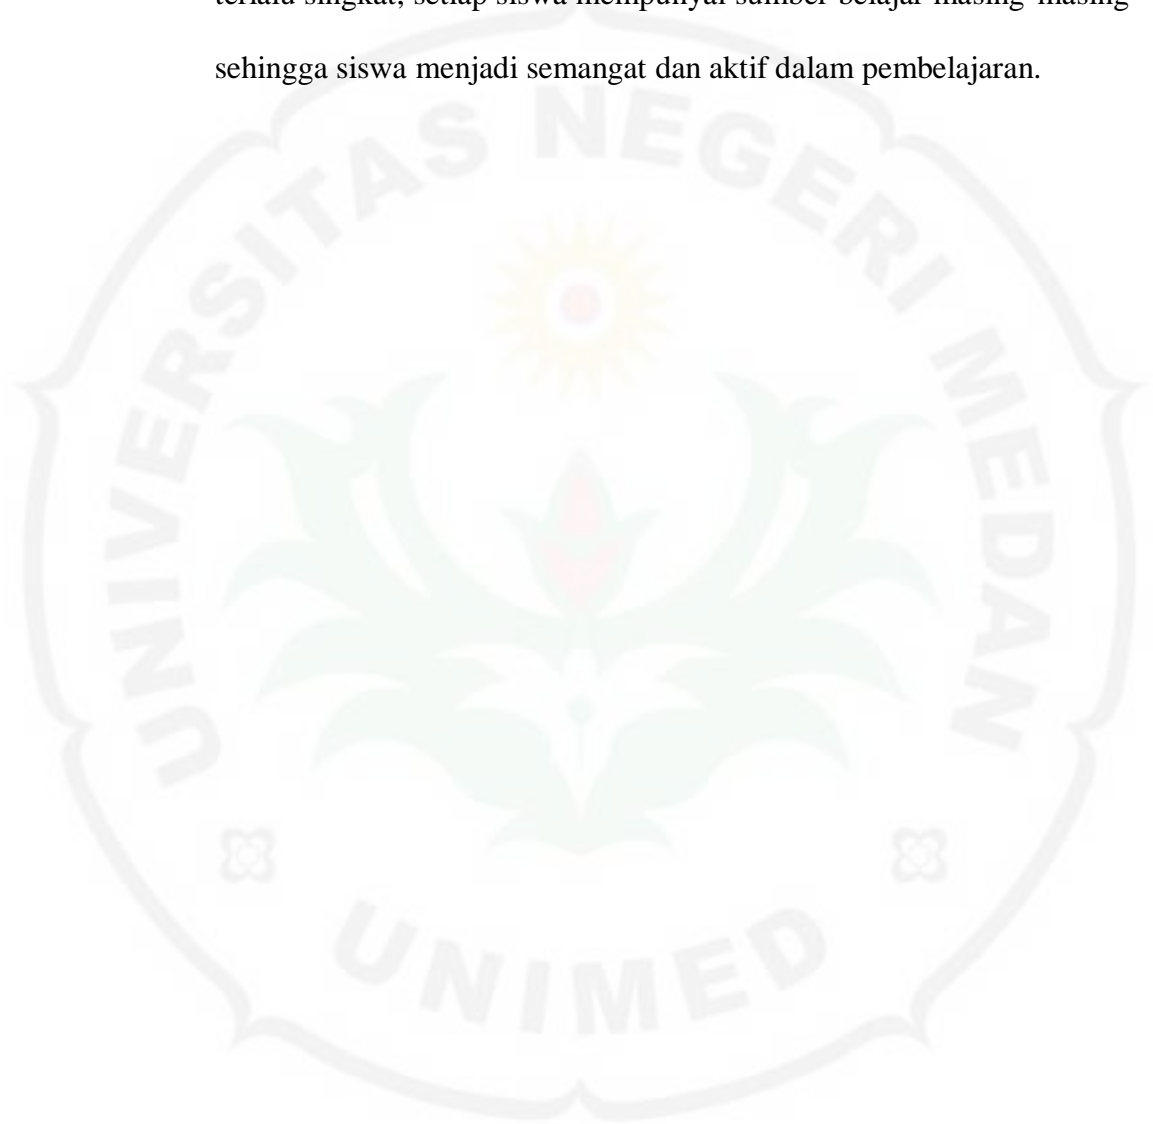 terlalu singkat, setiap siswa mempunyai sumber belajar masing-masing
sehingga siswa menjadi semangat dan aktif dalam pembelajaran.
UNIVERSITAS NEGERI MEDAN
UNIMED